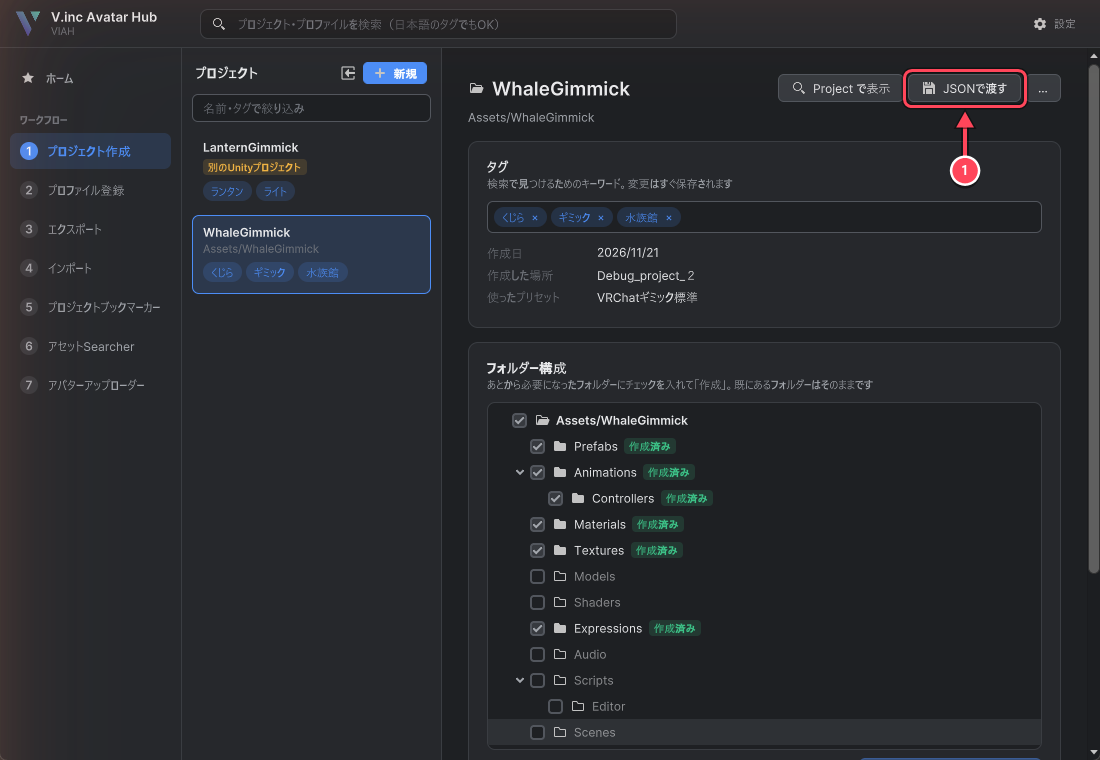 V.inc Avatar Hub
VIAH
プロジェクト・プロファイルを検索（日本語のタグでもOK）
設定
ホーム
ワークフロー
1 プロジェクト作成
2 プロファイル登録
3 エクスポート
4 インポート
5 プロジェクトブックマーカー
6 アセットSearcher
7 アバターアップローダー
プロジェクト
＋ 新規
名前・タグで絞り込み
LanternGimmick
別のUnityプロジェクト
ランタン ライト
WhaleGimmick
Assets/WhaleGimmick
くじら ギミック 水族館
WhaleGimmick
Assets/WhaleGimmick
Project で表示
JSONで渡す
...
1
タグ
検索で見つけるためのキーワード。変更はすぐ保存されます
くじら × ギミック × 水族館 ×
作成日 2026/11/21
作成した場所 Debug_project_２
使ったプリセット VRChatギミック標準
フォルダー構成
あとから必要になったフォルダーにチェックを入れて「作成」。既にあるフォルダーはそのままです
Assets/WhaleGimmick
Prefabs 作成済み
Animations 作成済み
Controllers 作成済み
Materials 作成済み
Textures 作成済み
Models
Shaders
Expressions 作成済み
Audio
Scripts
Editor
Scenes